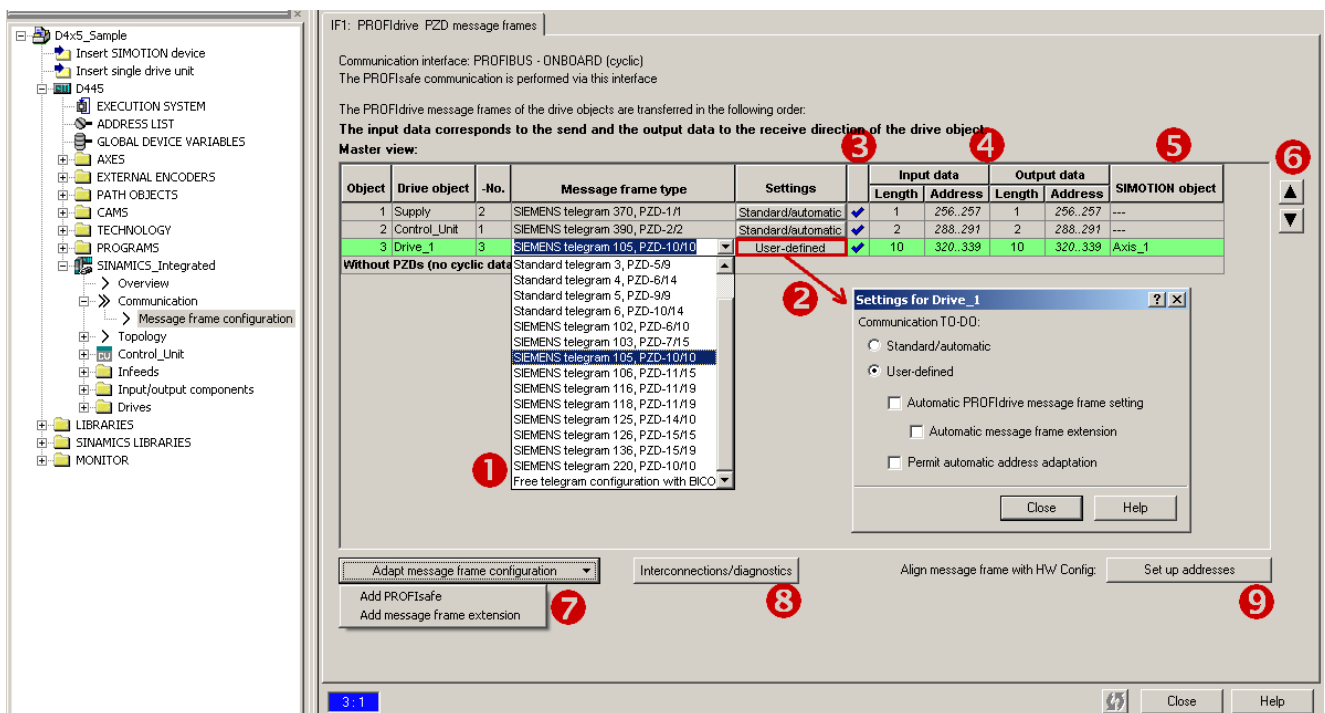 D4x5_Sample
Insert SIMOTION device
Insert single drive unit
D445
EXECUTION SYSTEM
ADDRESS LIST
GLOBAL DEVICE VARIABLES
AXES
EXTERNAL ENCODERS
PATH OBJECTS
CAMS
TECHNOLOGY
PROGRAMS
SINAMICS_Integrated
Overview
Communication
Message frame configuration
Topology
Control_Unit
Infeeds
Input/output components
Drives
LIBRARIES
SINAMICS LIBRARIES
MONITOR
IF1: PROFIdrive PZD message frames
Communication interface: PROFIBUS - ONBOARD (cyclic)
The PROFIsafe communication is performed via this interface
The PROFIdrive message frames of the drive objects are transferred in the following order:
The input data corresponds to the send and the output data to the receive direction of the drive object:
Master view:
3 4 5 6
Input data Output data
Object Drive object -No. Message frame type Settings Length Address Length Address SIMOTION object
1 Supply 2 SIEMENS telegram 370, PZD-1/1 Standard/automatic 1 256..257 1 256..257 ---
2 Control_Unit 1 SIEMENS telegram 390, PZD-2/2 Standard/automatic 2 288..291 2 288..291 ---
3 Drive_1 3 SIEMENS telegram 105, PZD-10/10 User-defined 10 320..339 10 320..339 Axis_1
Without PZDs (no cyclic data
Standard telegram 3, PZD-5/9
Standard telegram 4, PZD-6/14
Standard telegram 5, PZD-9/9
Standard telegram 6, PZD-10/14
SIEMENS telegram 102, PZD-6/10
SIEMENS telegram 103, PZD-7/15
SIEMENS telegram 105, PZD-10/10
SIEMENS telegram 106, PZD-11/15
SIEMENS telegram 116, PZD-11/19
SIEMENS telegram 118, PZD-11/19
SIEMENS telegram 125, PZD-14/10
SIEMENS telegram 126, PZD-15/15
SIEMENS telegram 136, PZD-15/19
SIEMENS telegram 220, PZD-10/10
Free telegram configuration with BICO
1
2
Settings for Drive_1
Communication TO-DO:
Standard/automatic
User-defined
Automatic PROFIdrive message frame setting
Automatic message frame extension
Permit automatic address adaptation
Close Help
Adapt message frame configuration
Interconnections/diagnostics
Align message frame with HW Config:
Set up addresses
Add PROFIsafe
Add message frame extension
7
8
9
3:1
Close Help